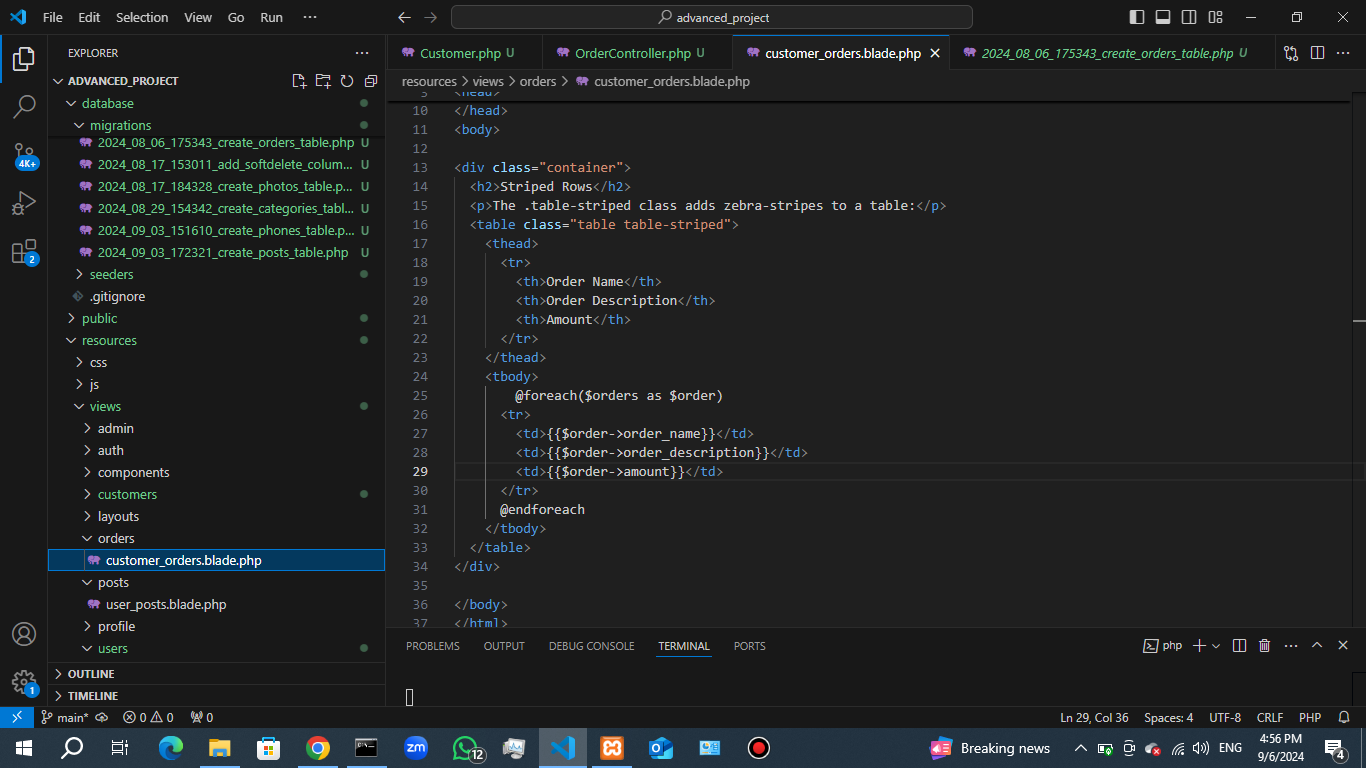 File Edit Selection View Go Run ···
advanced_project
EXPLORER
ADVANCED_PROJECT
database
migrations
2024_08_06_175343_create_orders_table.php U
2024_08_17_153011_add_softdelete_colum... U
2024_08_17_184328_create_photos_table.p... U
2024_08_29_154342_create_categories_tabl... U
2024_09_03_151610_create_phones_table.p... U
2024_09_03_172321_create_posts_table.php U
seeders
.gitignore
public
resources
css
js
views
admin
auth
components
customers
layouts
orders
customer_orders.blade.php
posts
user_posts.blade.php
profile
users
OUTLINE
TIMELINE
4K+
2
1
Customer.php U
OrderController.php U
customer_orders.blade.php
2024_08_06_175343_create_orders_table.php U
resources > views > orders > customer_orders.blade.php
9 <head>
10 </head>
11 <body>
12
13 <div class="container">
14 <h2>Striped Rows</h2>
15 <p>The .table-striped class adds zebra-stripes to a table:</p>
16 <table class="table table-striped">
17 <thead>
18 <tr>
19 <th>Order Name</th>
20 <th>Order Description</th>
21 <th>Amount</th>
22 </tr>
23 </thead>
24 <tbody>
25 @foreach($orders as $order)
26 <tr>
27 <td>{{$order->order_name}}</td>
28 <td>{{$order->order_description}}</td>
29 <td>{{$order->amount}}</td>
30 </tr>
31 @endforeach
32 </tbody>
33 </table>
34 </div>
35
36 </body>
37 </html>
PROBLEMS OUTPUT DEBUG CONSOLE TERMINAL PORTS
php
main* 0 0 0
Ln 29, Col 36 Spaces: 4 UTF-8 CRLF PHP
zm
12
Breaking news
ENG
4:56 PM
9/6/2024
4